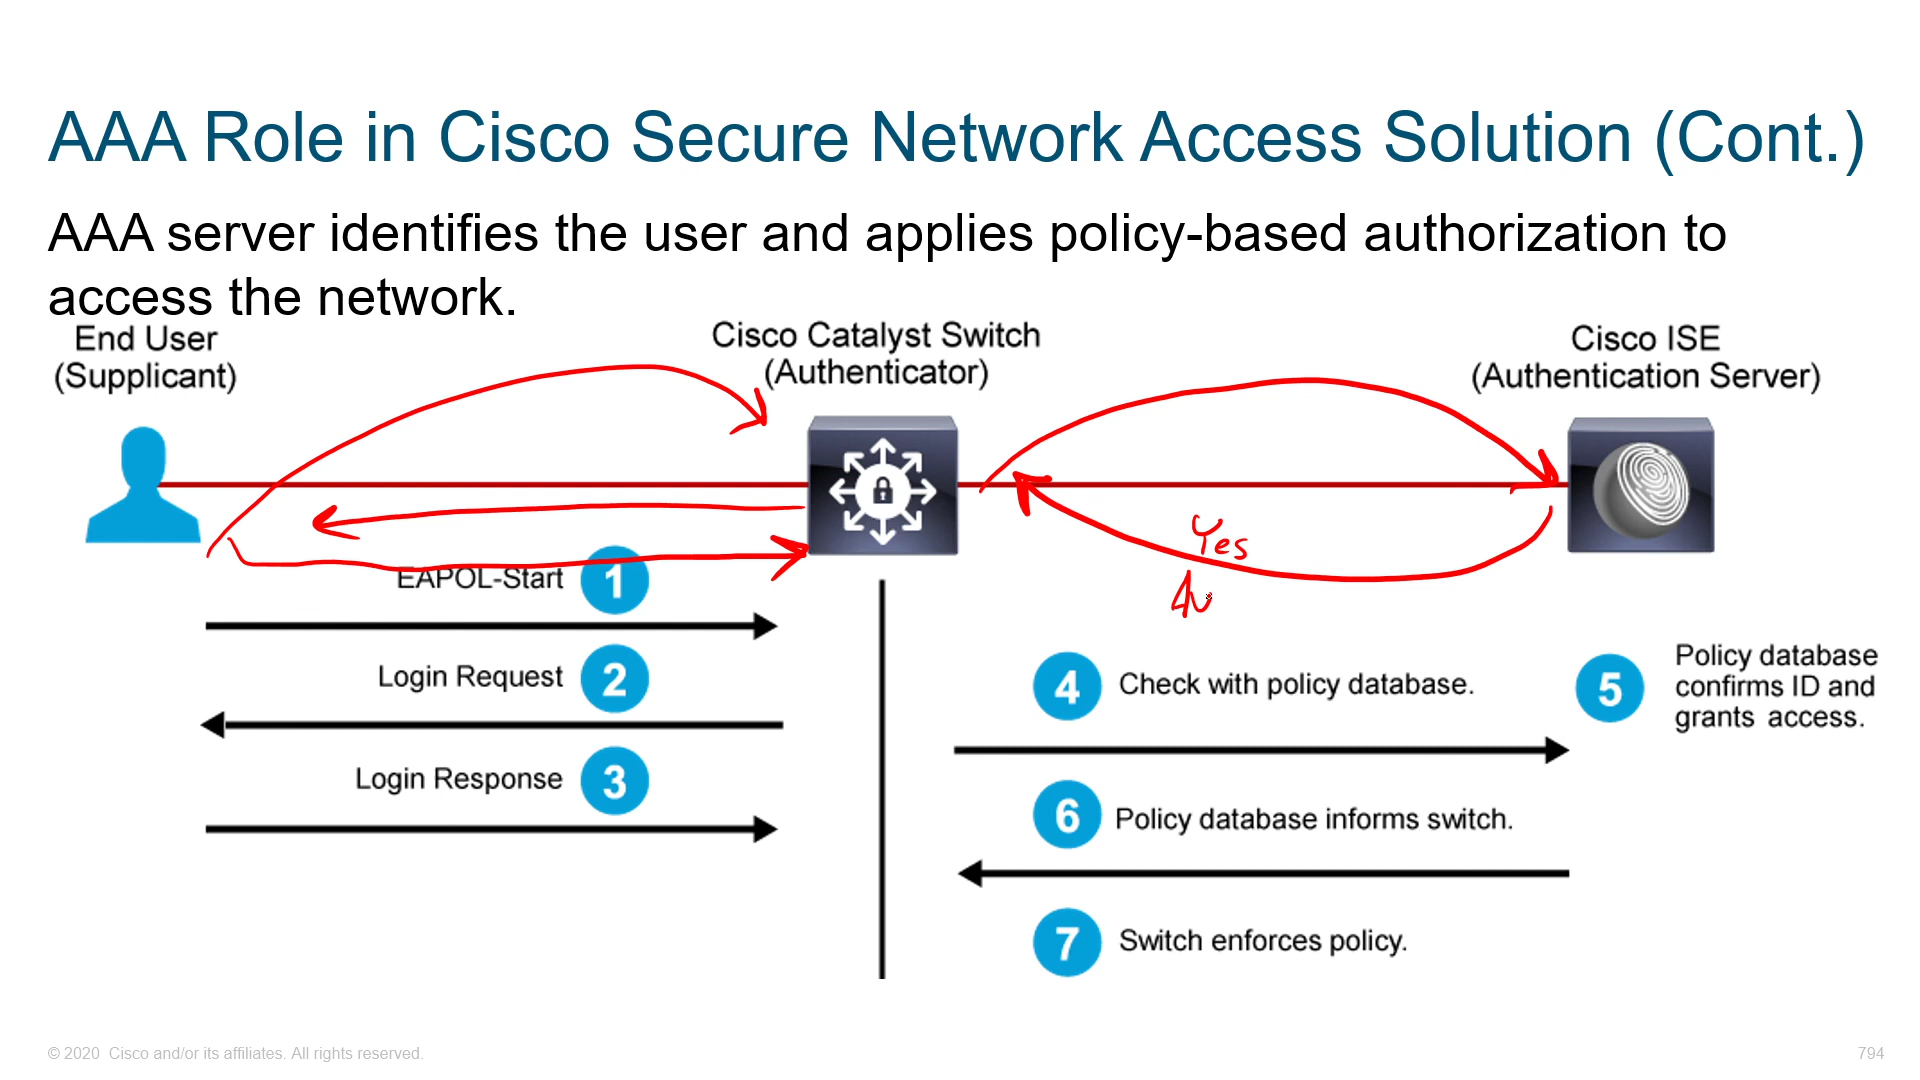 AAA Role in Cisco Secure Network Access Solution (Cont.)
AAA server identifies the user and applies policy-based authorization to
access the network.
End User
(Supplicant)
Cisco Catalyst Switch
(Authenticator)
Cisco ISE
(Authentication Server)
Yes
EAPOL-Start 1
Login Request 2
Login Response 3
4 Check with policy database.
5 Policy database
confirms ID and
grants access.
6 Policy database informs switch.
7 Switch enforces policy.
© 2020 Cisco and/or its affiliates. All rights reserved.
794